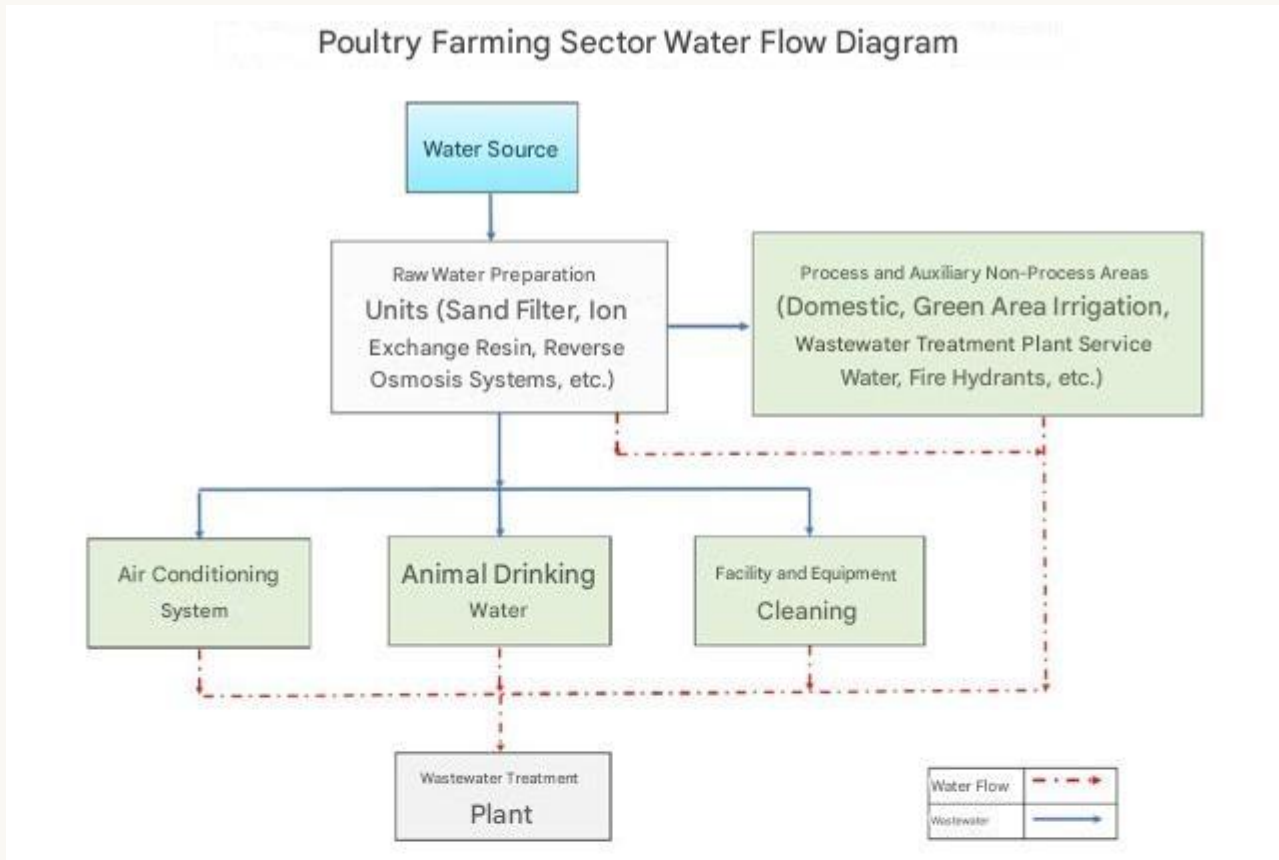 Poultry Farming Sector Water Flow Diagram
Water Source
Raw Water Preparation
Units (Sand Filter, Ion
Exchange Resin, Reverse
Osmosis Systems, etc.)
Process and Auxiliary Non-Process Areas
(Domestic, Green Area Irrigation,
Wastewater Treatment Plant Service
Water, Fire Hydrants, etc.)
Air Conditioning
System
Animal Drinking
Water
Facility and Equipment
Cleaning
Wastewater Treatment
Plant
Water Flow
Wastewater